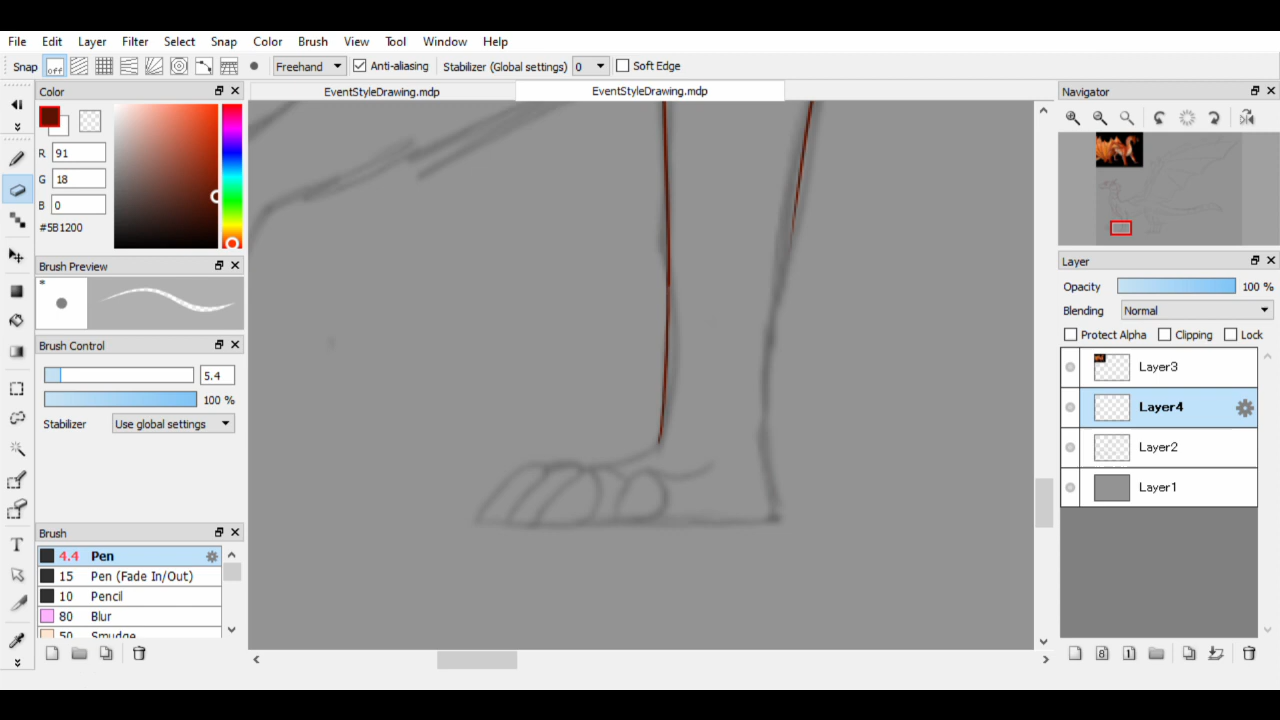 File Edit Layer Filter Select Snap Color Brush View Tool Window Help
Snap off Freehand Anti-aliasing Stabilizer (Global settings) 0 Soft Edge
Color
EventStyleDrawing.mdp
EventStyleDrawing.mdp
Navigator
R 91
G 18
B 0
#5B1200
Brush Preview
*
Brush Control
5.4
100 %
Stabilizer Use global settings
Brush
4.4 Pen
15 Pen (Fade In/Out)
10 Pencil
80 Blur
50 Smudge
Layer
Opacity 100 %
Blending Normal
Protect Alpha Clipping Lock
Layer3
Layer4
Layer2
Layer1
T
8
1